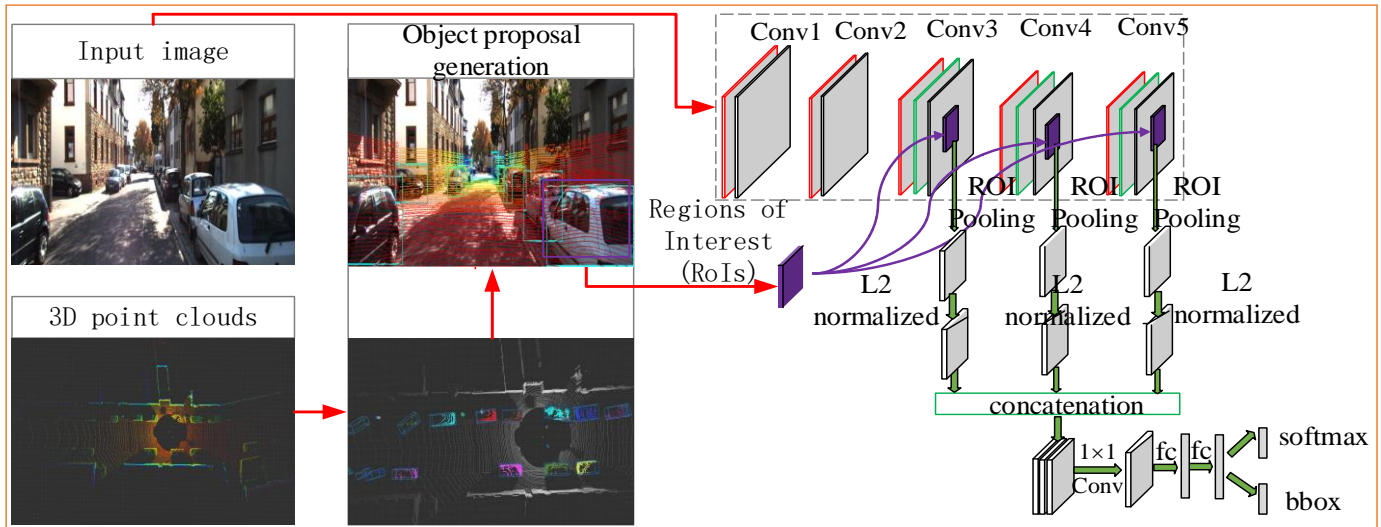 Input image
Object proposal
generation
Conv1
Conv2
Conv3
Conv4
Conv5
3D point clouds
Regions of
Interest
(RoIs)
ROI
Pooling
ROI
Pooling
ROI
Pooling
L2
normalized
L2
normalized
L2
normalized
concatenation
1×1
Conv
fc
fc
softmax
bbox